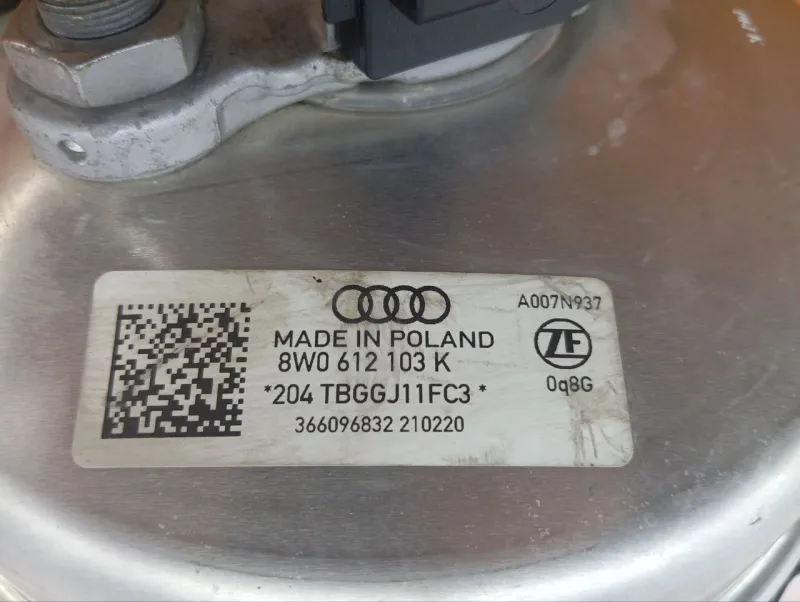 MADE IN POLAND
8W0 612 103 K
*204 TBGGJ11FC3 *
366096832 210220
A007N937
ZF
0q8G